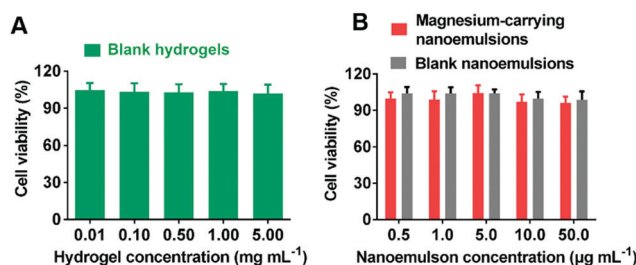 A
Blank hydrogels
Cell viability (%)
120
90
60
30
0
0.01 0.10 0.50 1.00 5.00
Hydrogel concentration (mg mL⁻¹)
B
Magnesium-carrying
nanoemulsions
Blank nanoemulsions
Cell viability (%)
120
90
60
30
0
0.5 1.0 5.0 10.0 50.0
Nanoemulson concentration (µg mL⁻¹)